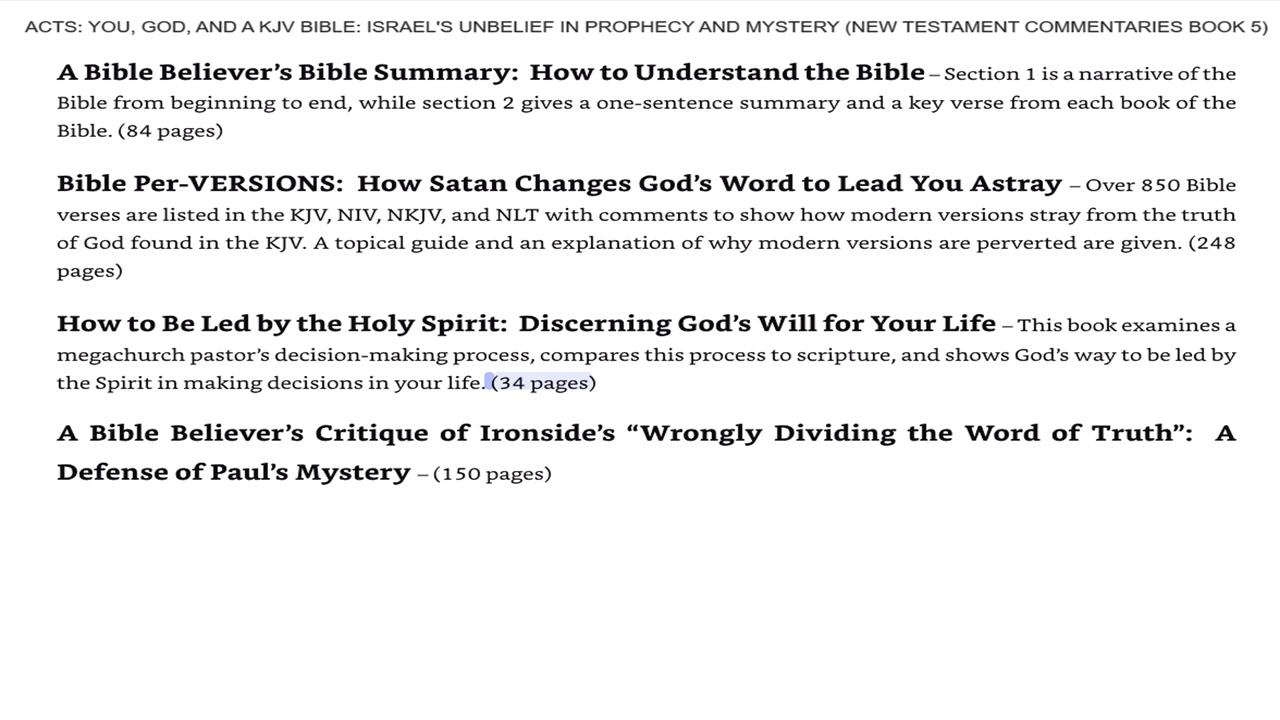 ACTS: YOU, GOD, AND A KJV BIBLE: ISRAEL'S UNBELIEF IN PROPHECY AND MYSTERY (NEW TESTAMENT COMMENTARIES BOOK 5)
A Bible Believer’s Bible Summary: How to Understand the Bible – Section 1 is a narrative of the
Bible from beginning to end, while section 2 gives a one-sentence summary and a key verse from each book of the
Bible. (84 pages)
Bible Per-VERSIONS: How Satan Changes God’s Word to Lead You Astray – Over 850 Bible
verses are listed in the KJV, NIV, NKJV, and NLT with comments to show how modern versions stray from the truth
of God found in the KJV. A topical guide and an explanation of why modern versions are perverted are given. (248
pages)
How to Be Led by the Holy Spirit: Discerning God’s Will for Your Life – This book examines a
megachurch pastor’s decision-making process, compares this process to scripture, and shows God’s way to be led by
the Spirit in making decisions in your life. (34 pages)
A Bible Believer’s Critique of Ironside’s “Wrongly Dividing the Word of Truth”: A
Defense of Paul’s Mystery – (150 pages)